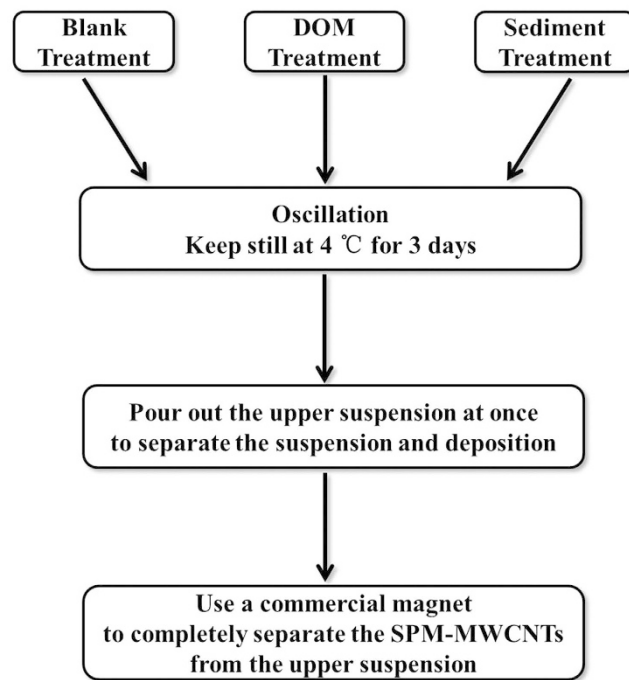 Blank
Treatment
DOM
Treatment
Sediment
Treatment
Oscillation
Keep still at 4 ℃ for 3 days
Pour out the upper suspension at once
to separate the suspension and deposition
Use a commercial magnet
to completely separate the SPM-MWCNTs
from the upper suspension